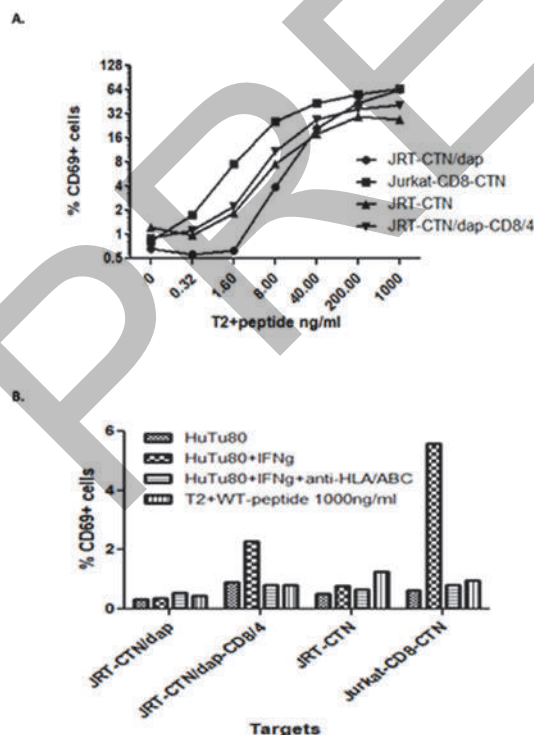 A.
128
64
32
16
8
4
2
1
0.5
% CD69+ cells
JRT-CTN/dap
Jurkat-CD8-CTN
JRT-CTN
JRT-CTN/dap-CD8/4
0
0.32
1.60
8.00
40.00
200.00
1000
T2+peptide ng/ml
B.
6
4
2
0
% CD69+ cells
HuTu80
HuTu80+IFNg
HuTu80+IFNg+anti-HLA/ABC
T2+WT-peptide 1000ng/ml
JRT-CTN/dap
JRT-CTN/dap-CD8/4
JRT-CTN
Jurkat-CD8-CTN
Targets